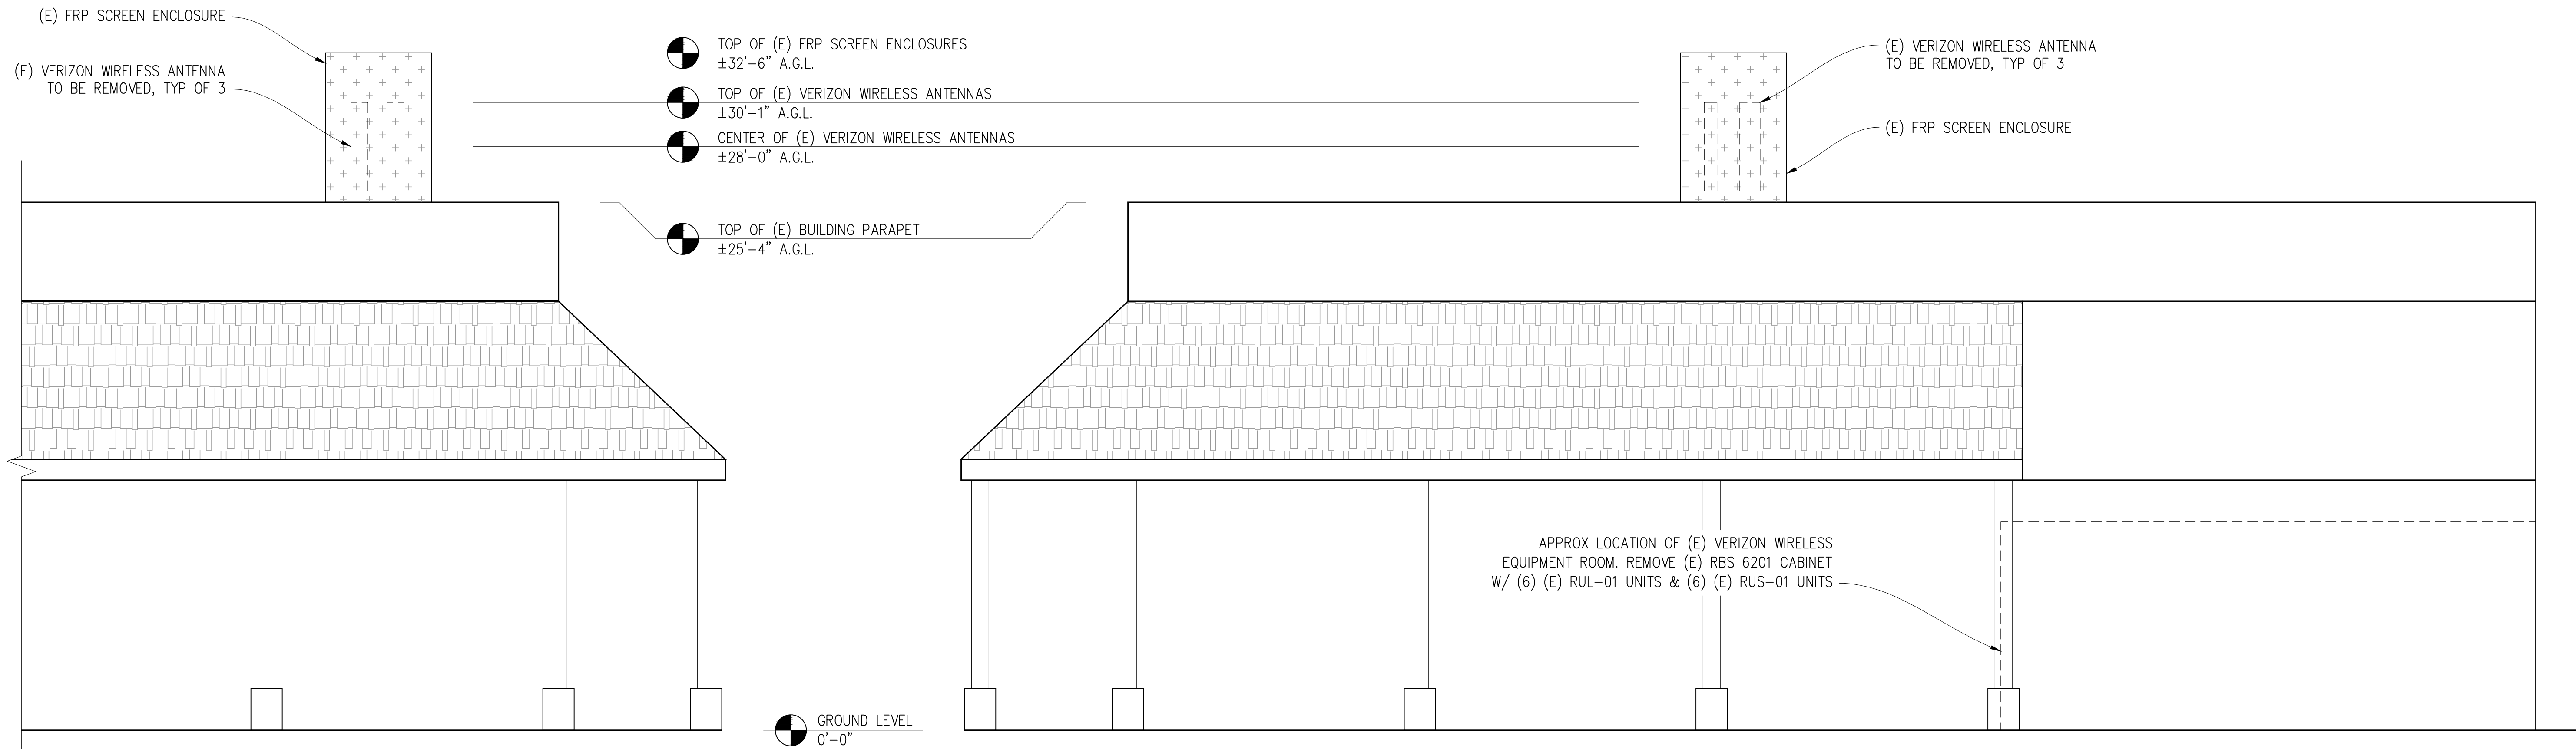 (E) FRP SCREEN ENCLOSURE
(E) VERIZON WIRELESS ANTENNA
TO BE REMOVED, TYP OF 3
TOP OF (E) FRP SCREEN ENCLOSURES
±32'-6" A.G.L.
TOP OF (E) VERIZON WIRELESS ANTENNAS
±30'-1" A.G.L.
CENTER OF (E) VERIZON WIRELESS ANTENNAS
±28'-0" A.G.L.
TOP OF (E) BUILDING PARAPET
±25'-4" A.G.L.
(E) VERIZON WIRELESS ANTENNA
TO BE REMOVED, TYP OF 3
(E) FRP SCREEN ENCLOSURE
APPROX LOCATION OF (E) VERIZON WIRELESS
EQUIPMENT ROOM. REMOVE (E) RBS 6201 CABINET
W/ (6) (E) RUL-01 UNITS & (6) (E) RUS-01 UNITS
GROUND LEVEL
0'-0"